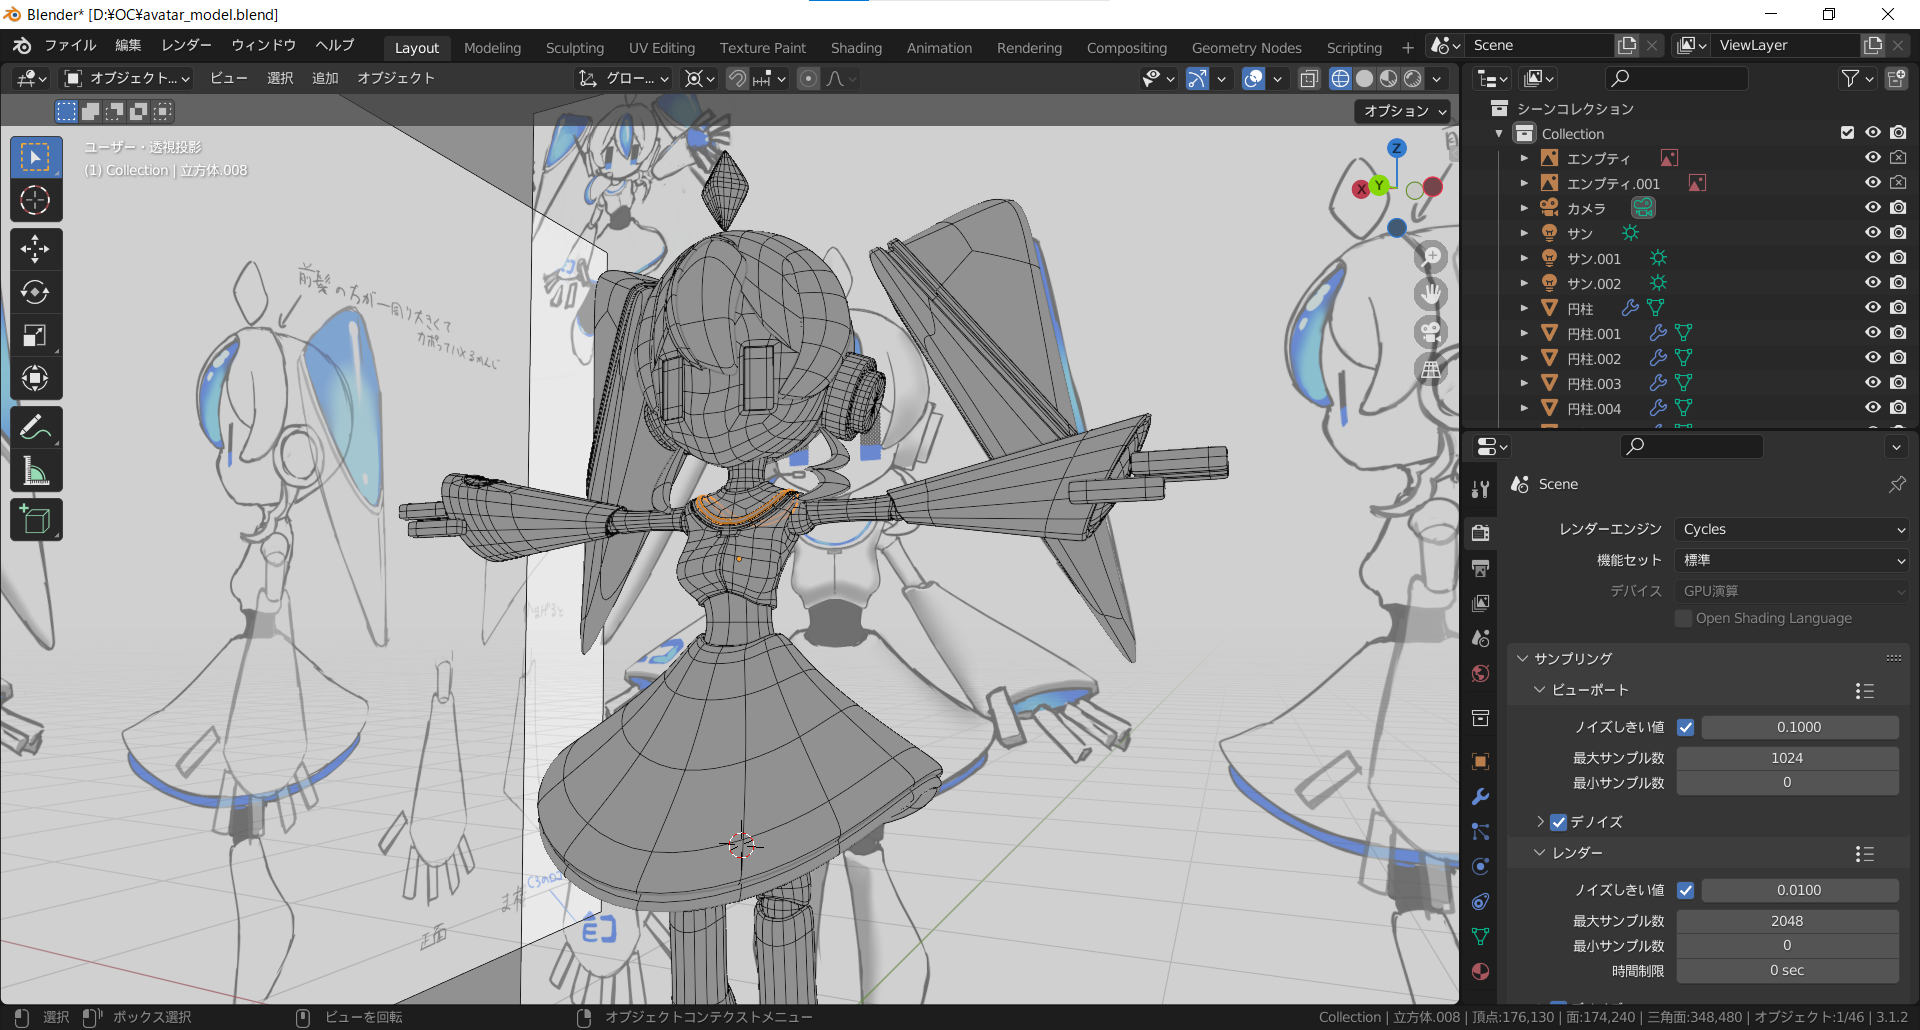 Blender* [D:¥OC¥avatar_model.blend]
ファイル 編集 レンダー ウィンドウ ヘルプ Layout Modeling Sculpting UV Editing Texture Paint Shading Animation Rendering Compositing Geometry Nodes Scripting + Scene ViewLayer
オブジェクト... ビュー 選択 追加 オブジェクト グロー...
オプション
ユーザー・透視投影
(1) Collection | 立方体.008
Z
X
Y
前髪の方が一周り大きくて
正面
シーンコレクション
Collection
エンプティ
エンプティ.001
カメラ
サン
サン.001
サン.002
円柱
円柱.001
円柱.002
円柱.003
円柱.004
Scene
レンダーエンジン Cycles
機能セット 標準
デバイス GPU演算
Open Shading Language
サンプリング
ビューポート
ノイズしきい値 0.1000
最大サンプル数 1024
最小サンプル数 0
デノイズ
レンダー
ノイズしきい値 0.0100
最大サンプル数 2048
最小サンプル数 0
時間制限 0 sec
選択 ボックス選択 ビューを回転 オブジェクトコンテクストメニュー Collection | 立方体.008 | 頂点:176,130 | 面:174,240 | 三角面:348,480 | オブジェクト:1/46 | 3.1.2